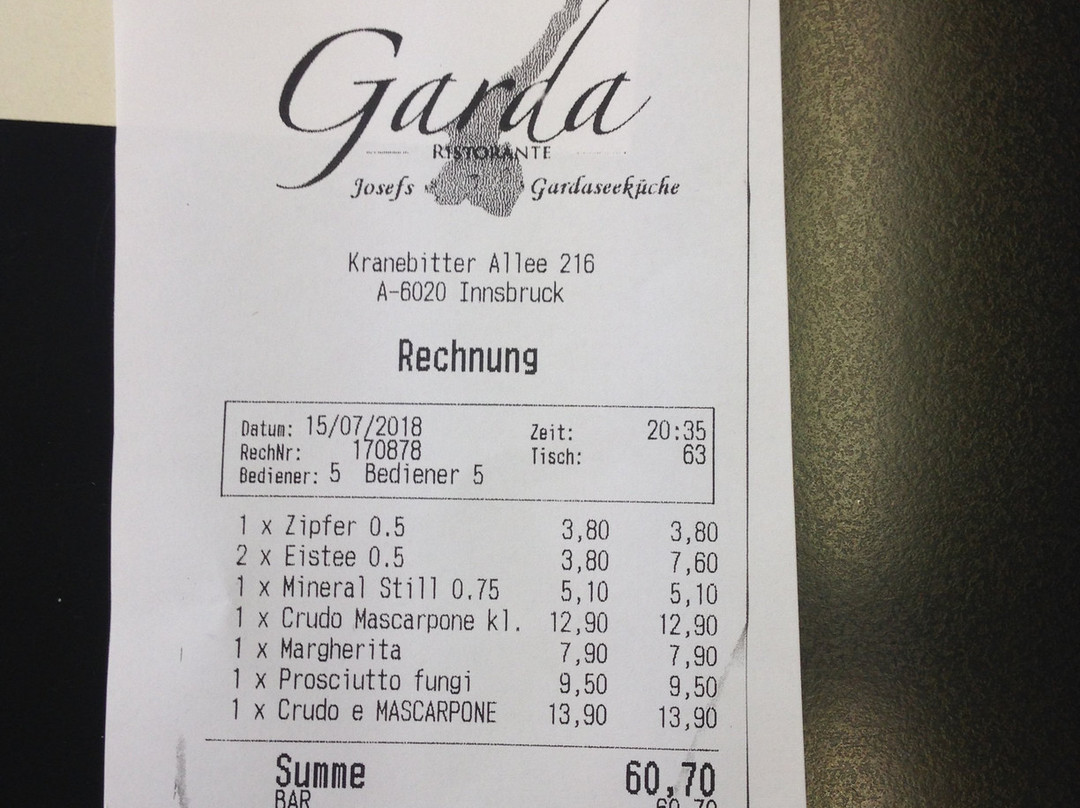 Garda
RISTORANTE
Josefs Gardaseeküche
Kranebitter Allee 216
A-6020 Innsbruck
Rechnung
Datum: 15/07/2018 Zeit: 20:35
RechNr: 170878 Tisch: 63
Bediener: 5 Bediener 5
1 x Zipfer 0.5 3,80 3,80
2 x Eistee 0.5 3,80 7,60
1 x Mineral Still 0.75 5,10 5,10
1 x Crudo Mascarpone kl. 12,90 12,90
1 x Margherita 7,90 7,90
1 x Prosciutto fungi 9,50 9,50
1 x Crudo e MASCARPONE 13,90 13,90
Summe 60,70
BAR 60,70